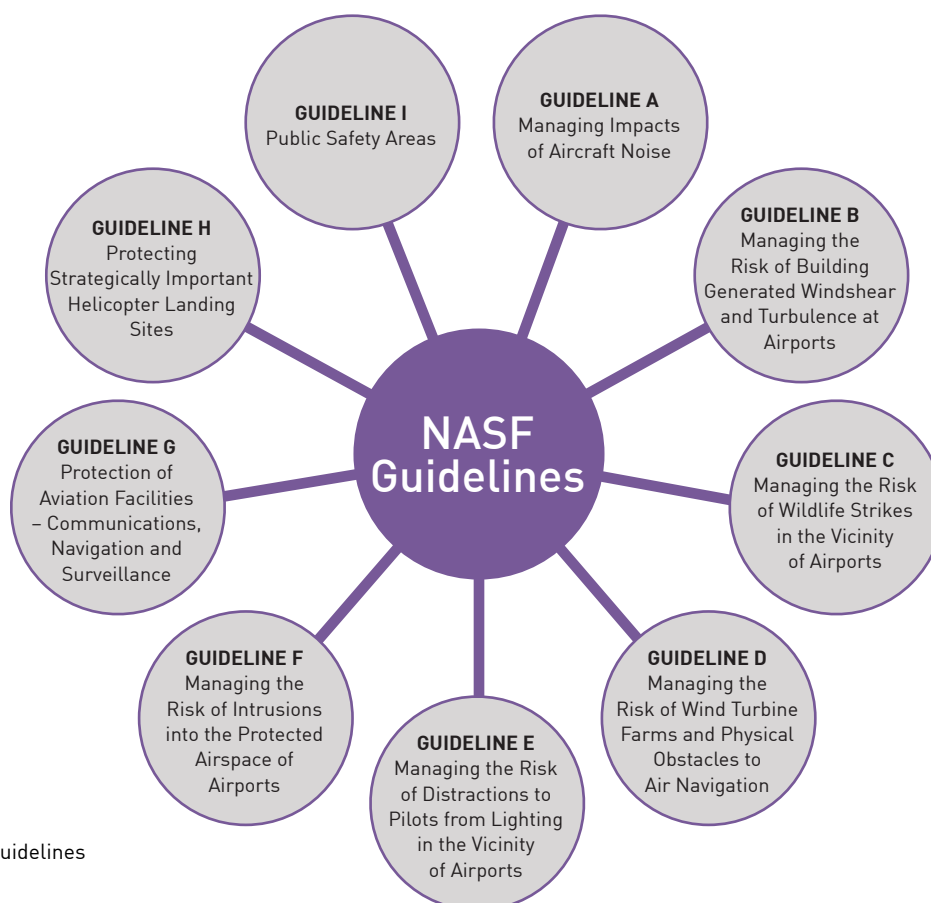 GUIDELINE I
Public Safety Areas
GUIDELINE A
Managing Impacts
of Aircraft Noise
GUIDELINE H
Protecting
Strategically Important
Helicopter Landing
Sites
GUIDELINE B
Managing the
Risk of Building
Generated Windshear
and Turbulence at
Airports
NASF
Guidelines
GUIDELINE G
Protection of
Aviation Facilities
– Communications,
Navigation and
Surveillance
GUIDELINE C
Managing the Risk
of Wildlife Strikes
in the Vicinity
of Airports
GUIDELINE F
Managing the
Risk of Intrusions
into the Protected
Airspace of
Airports
GUIDELINE D
Managing the
Risk of Wind Turbine
Farms and Physical
Obstacles to
Air Navigation
GUIDELINE E
Managing the Risk
of Distractions to
Pilots from Lighting
in the Vicinity
of Airports
uidelines